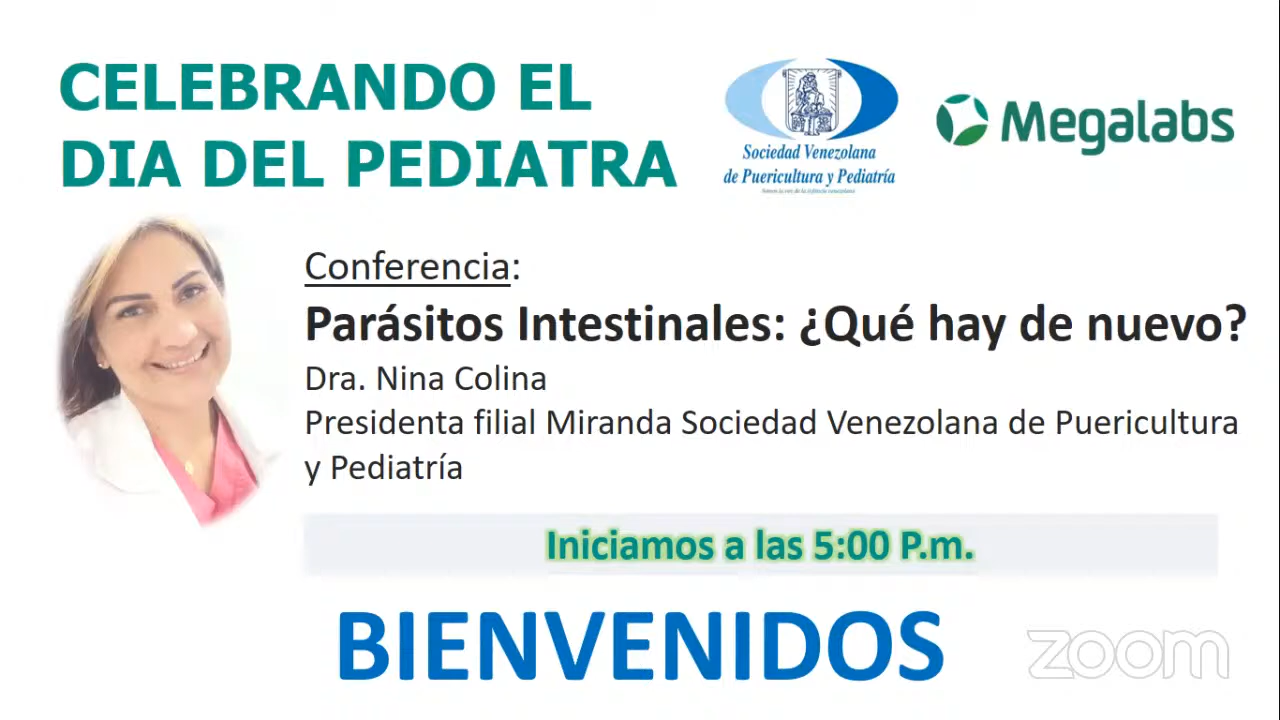 CELEBRANDO EL
DIA DEL PEDIATRA
Sociedad Venezolana
de Puericultura y Pediatría
Megalabs
Conferencia:
Parásitos Intestinales: ¿Qué hay de nuevo?
Dra. Nina Colina
Presidenta filial Miranda Sociedad Venezolana de Puericultura
y Pediatría
Iniciamos a las 5:00 P.m.
BIENVENIDOS
zoom